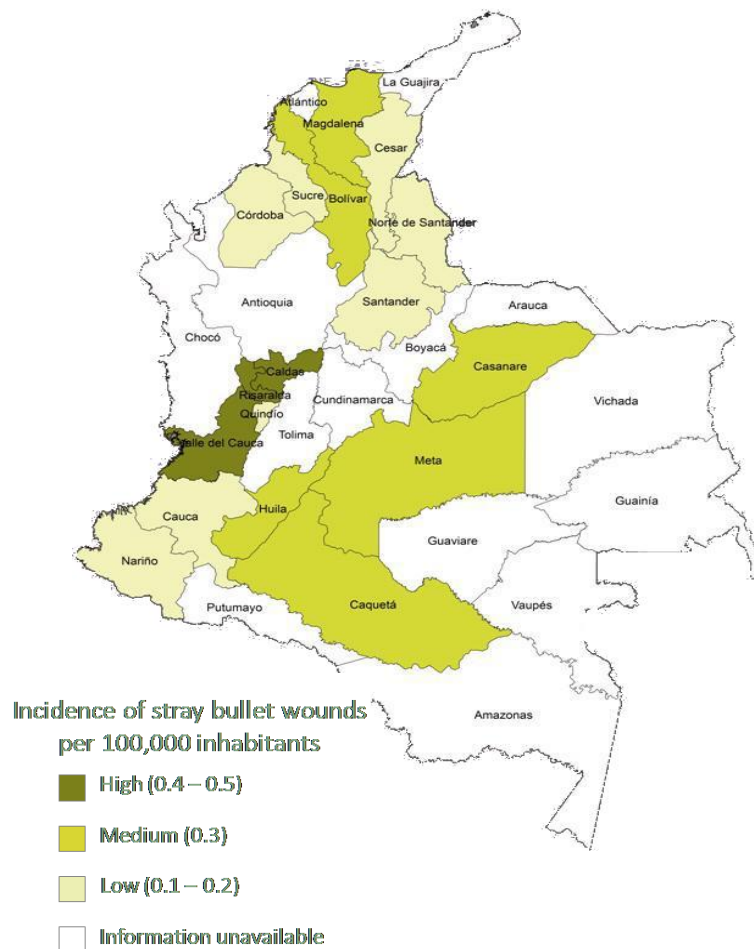 La Guajira
Atlántico
Magdalena
Cesar
Sucre
Bolívar
Córdoba
Norte de Santander
Antioquia
Santander
Arauca
Chocó
Boyacá
Caldas
Casanare
Risaralda
Cundinamarca
Vichada
Quindío
Tolima
Valle del Cauca
Meta
Guainía
Huila
Cauca
Guaviare
Nariño
Caquetá
Vaupés
Putumayo
Amazonas
Incidence of stray bullet wounds
per 100,000 inhabitants
High (0.4 – 0.5)
Medium (0.3)
Low (0.1 – 0.2)
Information unavailable